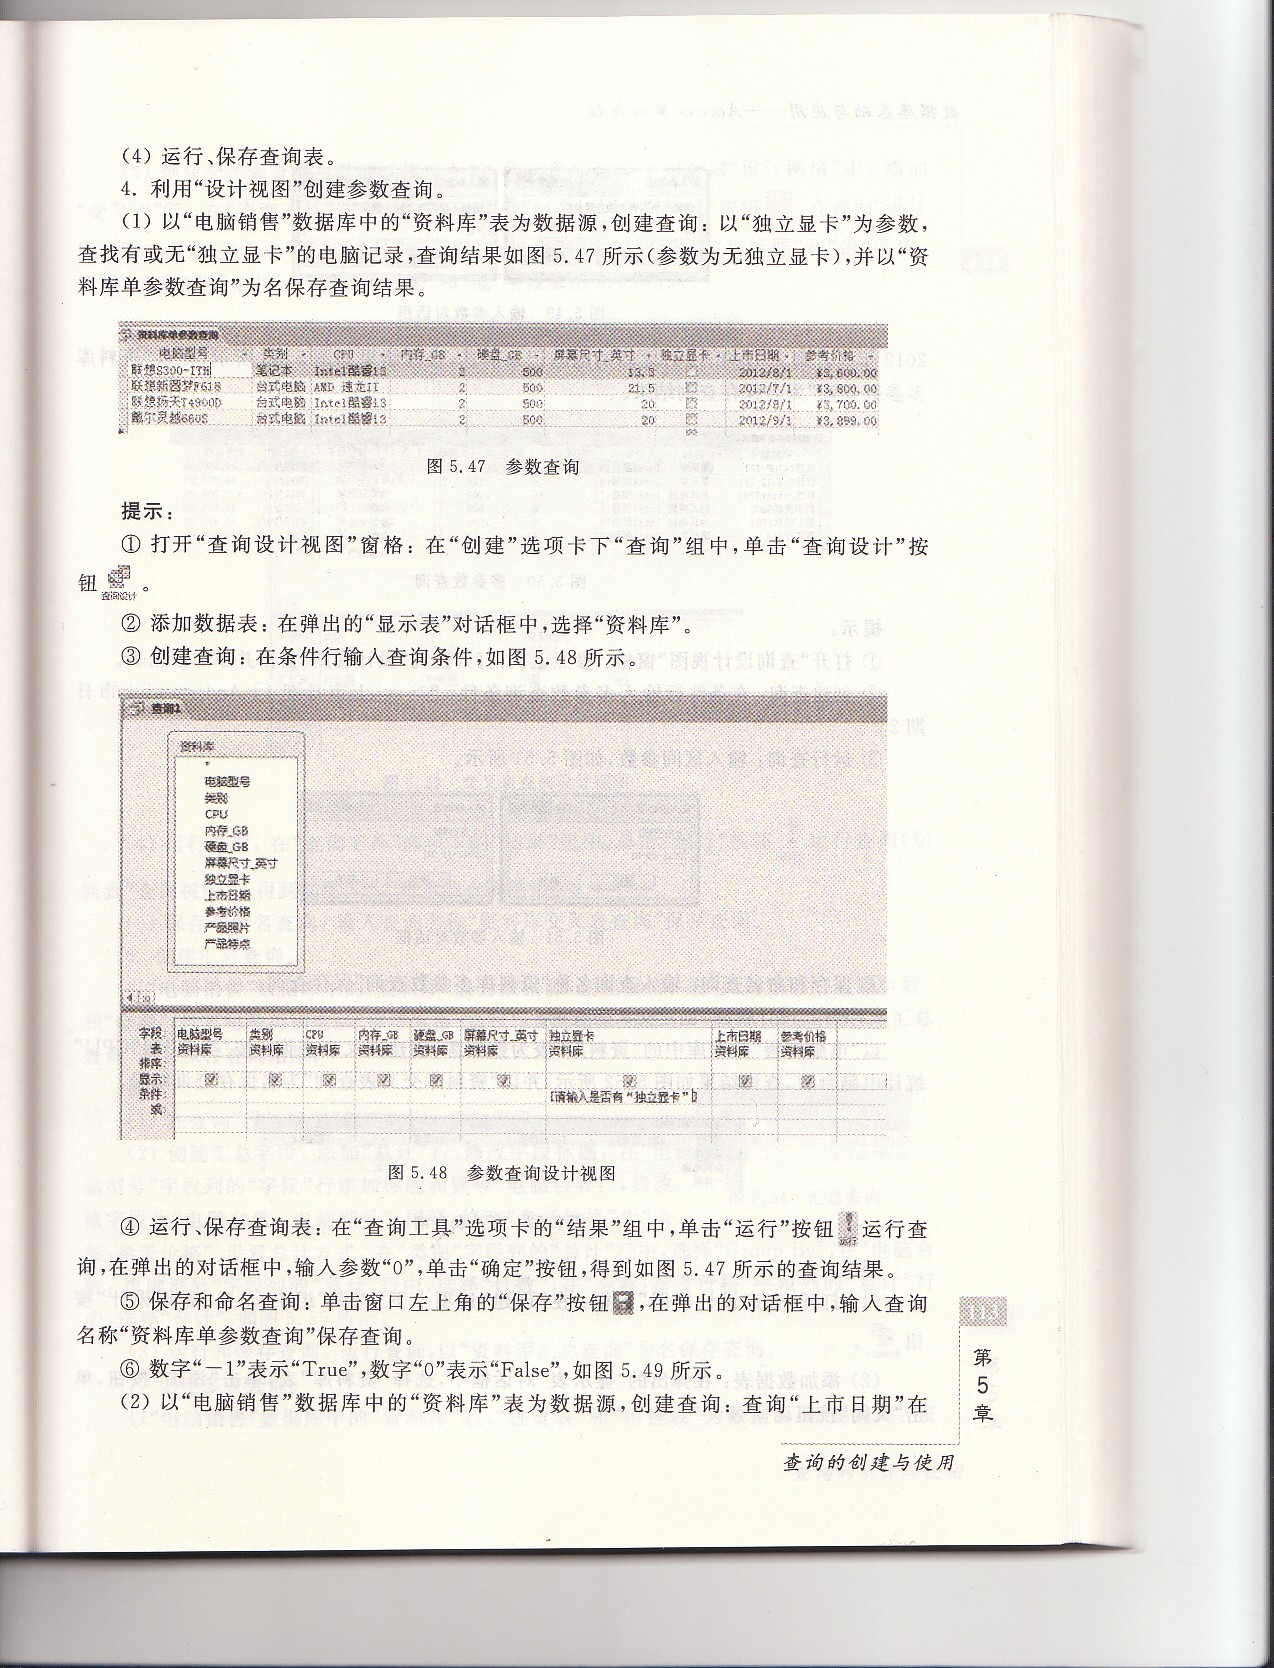 (4) 运行、保存查询表。
4. 利用“设计视图”创建参数查询。
(1) 以“电脑销售”数据库中的“资料库”表为数据源,创建查询: 以“独立显卡”为参数,
查找有或无“独立显卡”的电脑记录,查询结果如图 5.47 所示(参数为无独立显卡),并以“资
料库单参数查询”为名保存查询结果。
资料库单参数查询
电脑型号 类别 CPU 内存_GB 硬盘_GB 屏幕尺寸_英寸 独立显卡 上市日期 参考价格
联想S300-ITH 笔记本 Intel酷睿i3 2 500 13.3 2012/8/1 ¥3,600.00
联想新圆梦F618 台式电脑 AMD 速龙II 2 500 21.5 2012/7/1 ¥3,800.00
联想扬天T4900D 台式电脑 Intel酷睿i3 2 500 20 2012/8/1 ¥3,700.00
戴尔灵越660S 台式电脑 Intel酷睿i3 2 500 20 2012/9/1 ¥3,899.00
图 5.47 参数查询
提示:
① 打开“查询设计视图”窗格: 在“创建”选项卡下“查询”组中,单击“查询设计”按
钮 查询设计 。
② 添加数据表: 在弹出的“显示表”对话框中,选择“资料库”。
③ 创建查询: 在条件行输入查询条件,如图 5.48 所示。
查询1
资料库
*
电脑型号
类别
CPU
内存_GB
硬盘_GB
屏幕尺寸_英寸
独立显卡
上市日期
参考价格
产品照片
产品特点
字段: 电脑型号 类别 CPU 内存_GB 硬盘_GB 屏幕尺寸_英寸 独立显卡 上市日期 参考价格
表: 资料库 资料库 资料库 资料库 资料库 资料库 资料库 资料库 资料库
排序:
显示:
条件: [请输入是否有“独立显卡”]
或:
图 5.48 参数查询设计视图
④ 运行、保存查询表: 在“查询工具”选项卡的“结果”组中,单击“运行”按钮 运行 运行查
询,在弹出的对话框中,输入参数“0”,单击“确定”按钮,得到如图 5.47 所示的查询结果。
⑤ 保存和命名查询: 单击窗口左上角的“保存”按钮 ,在弹出的对话框中,输入查询
名称“资料库单参数查询”保存查询。
⑥ 数字“－1”表示“True”,数字“0”表示“False”,如图 5.49 所示。
(2) 以“电脑销售”数据库中的“资料库”表为数据源,创建查询: 查询“上市日期”在
113
第
5
章
查询的创建与使用